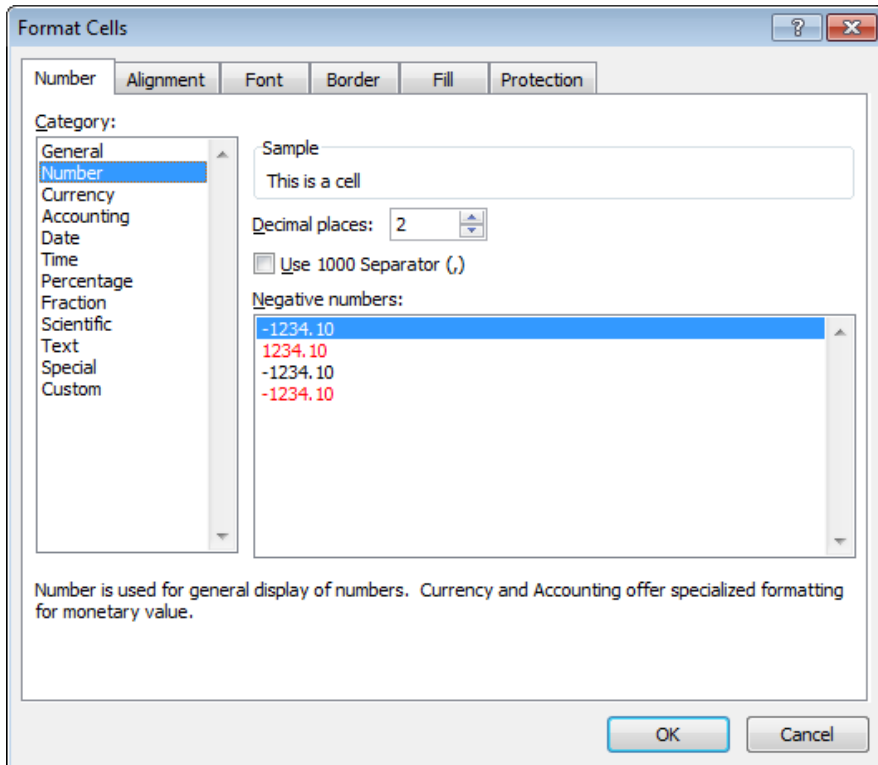 Format Cells
Number Alignment Font Border Fill Protection
Category:
General
Number
Currency
Accounting
Date
Time
Percentage
Fraction
Scientific
Text
Special
Custom
Sample
This is a cell
Decimal places: 2
Use 1000 Separator (,)
Negative numbers:
-1234.10
1234.10
-1234.10
-1234.10
Number is used for general display of numbers.  Currency and Accounting offer specialized formatting
for monetary value.
OK Cancel